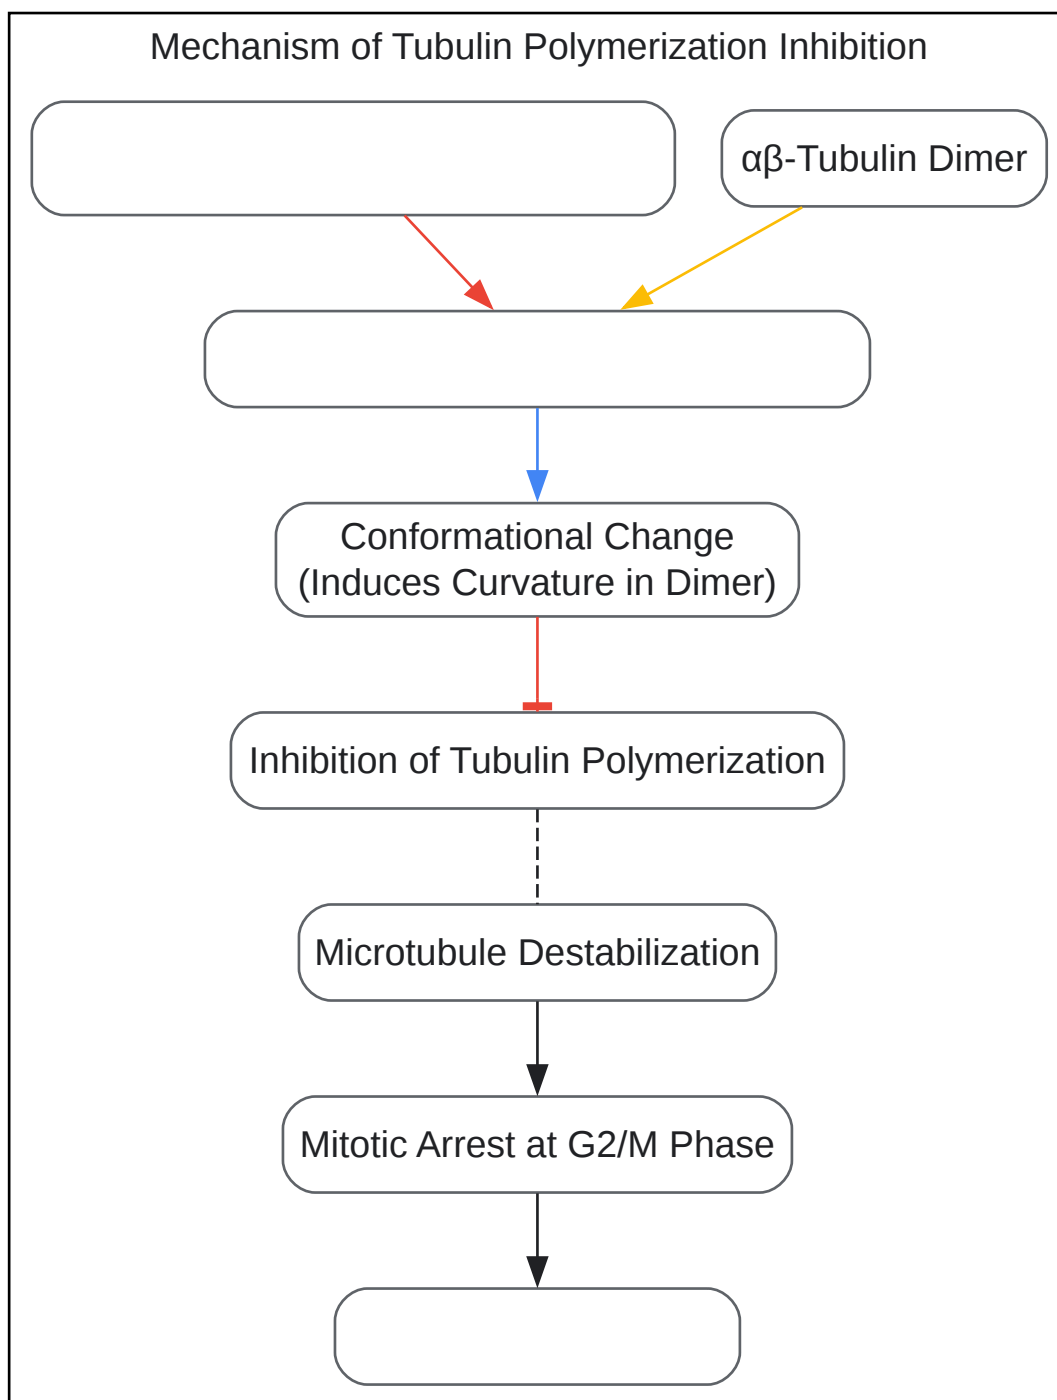 Mechanism of Tubulin Polymerization Inhibition
αβ-Tubulin Dimer
Conformational Change
(Induces Curvature in Dimer)
Inhibition of Tubulin Polymerization
Microtubule Destabilization
Mitotic Arrest at G2/M Phase